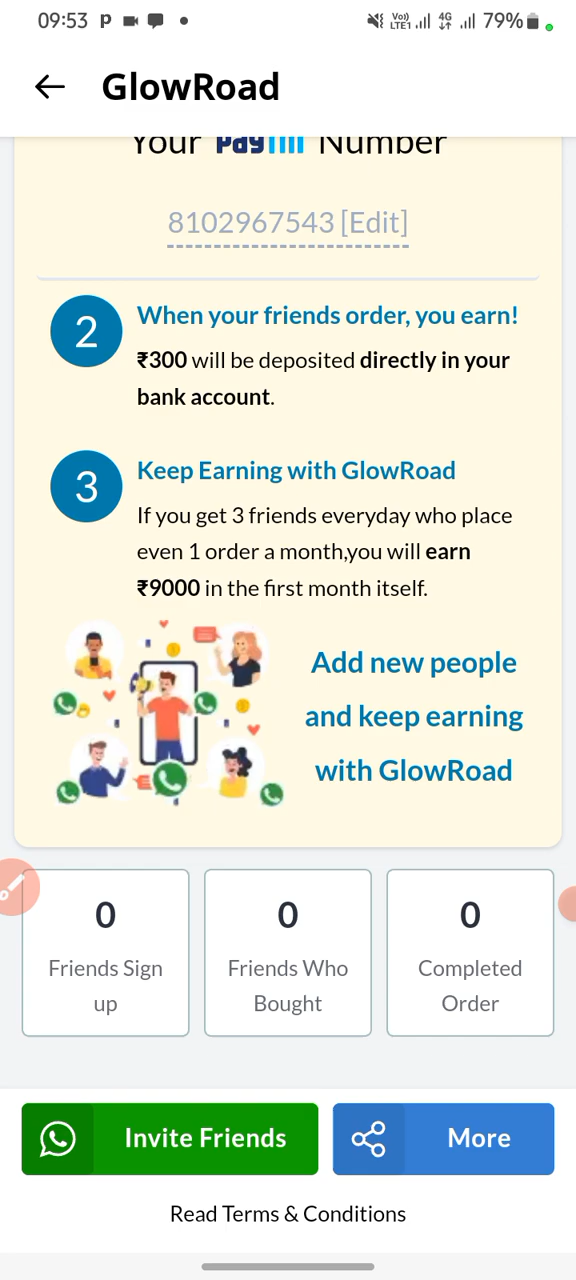 09:53
Vo) LTE1 4G 79%
GlowRoad
Your Paytm Number
8102967543 [Edit]
2
When your friends order, you earn!
₹300 will be deposited directly in your
bank account.
3
Keep Earning with GlowRoad
If you get 3 friends everyday who place
even 1 order a month,you will earn
₹9000 in the first month itself.
Add new people
and keep earning
with GlowRoad
0
Friends Sign
up
0
Friends Who
Bought
0
Completed
Order
Invite Friends
More
Read Terms & Conditions